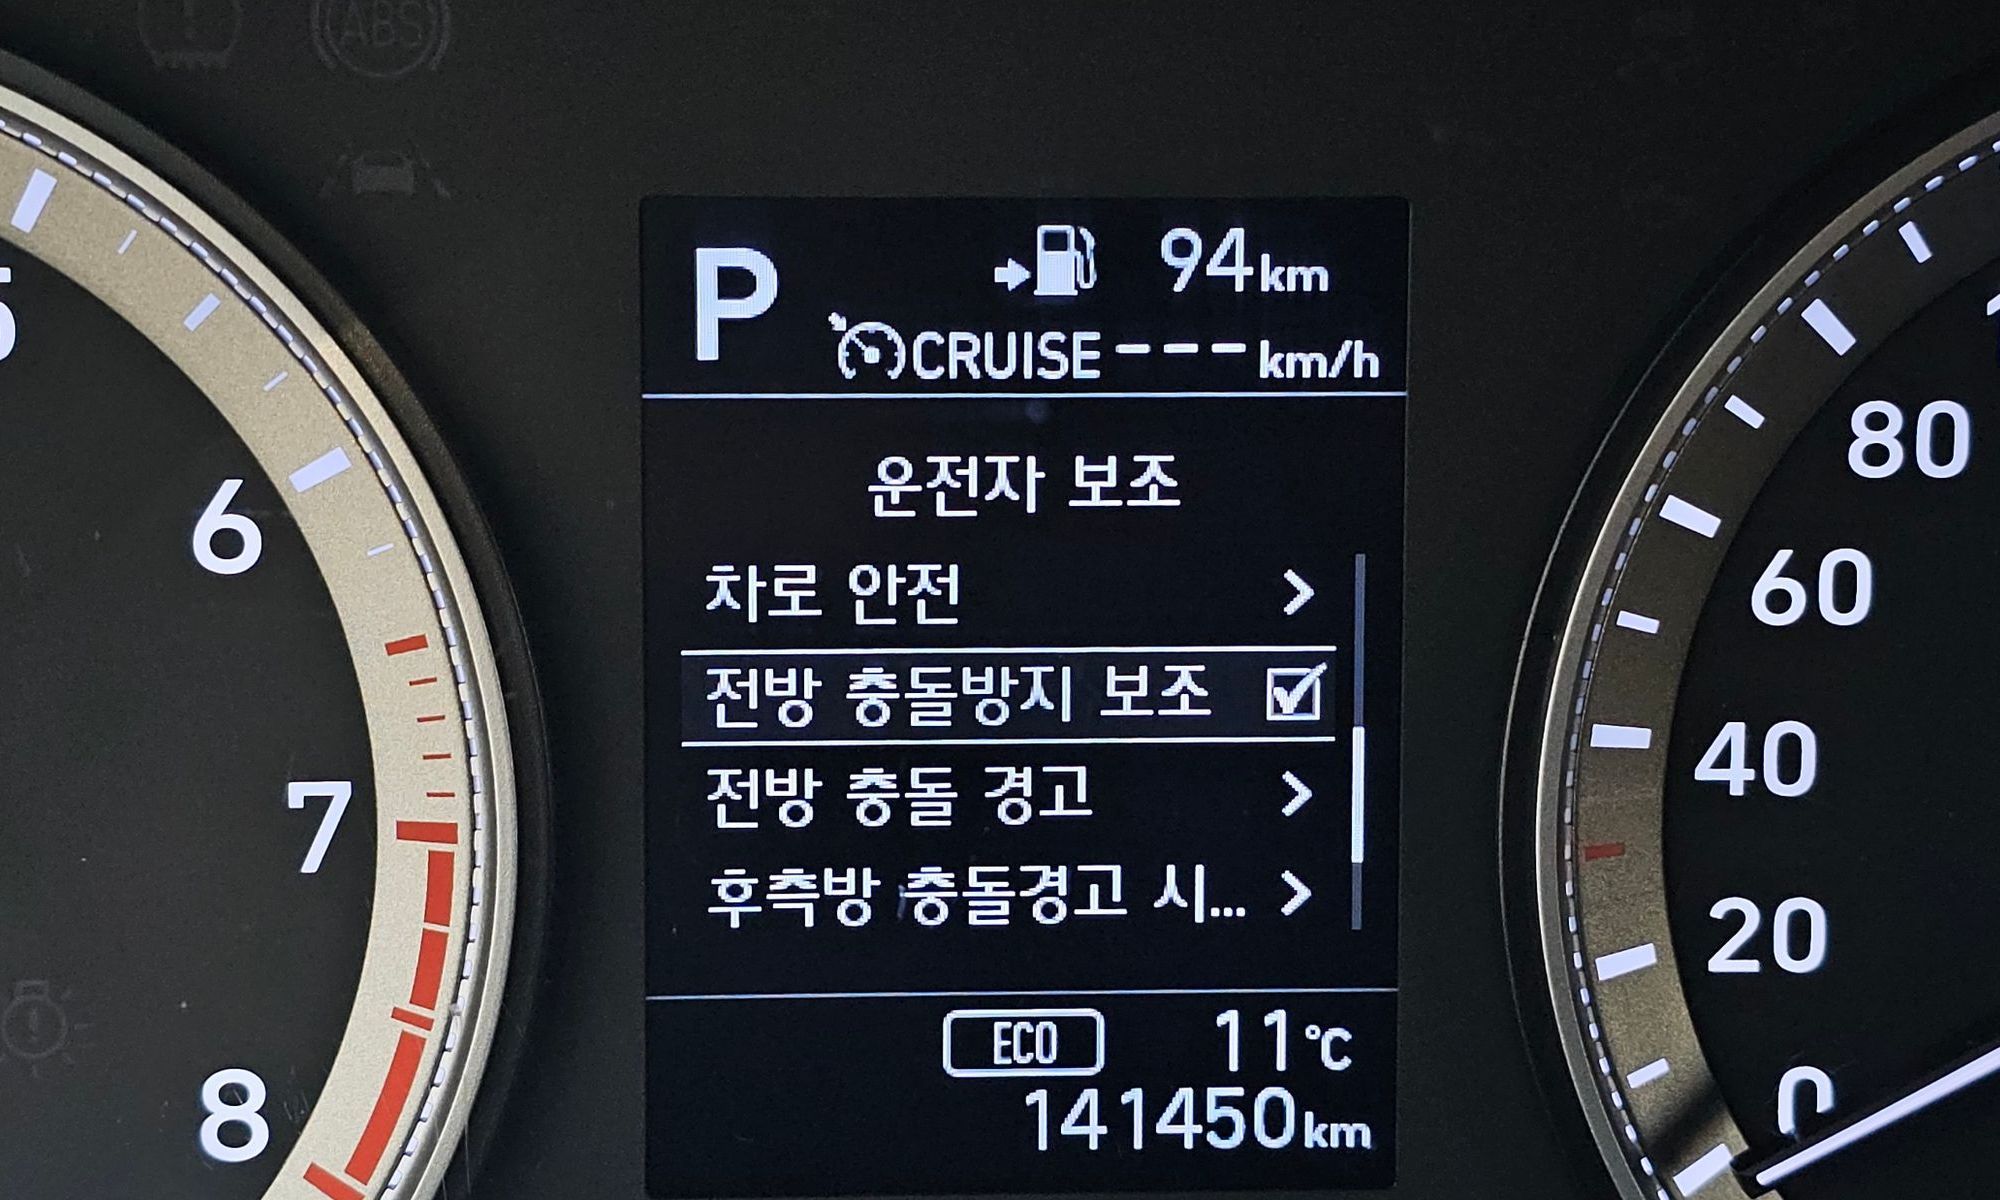 ABS
P 94km
CRUISE ---km/h
운전자 보조
차로 안전
전방 충돌방지 보조
전방 충돌 경고
후측방 충돌경고 시...
ECO 11°C
141450km
5
6
7
8
80
60
40
20
0